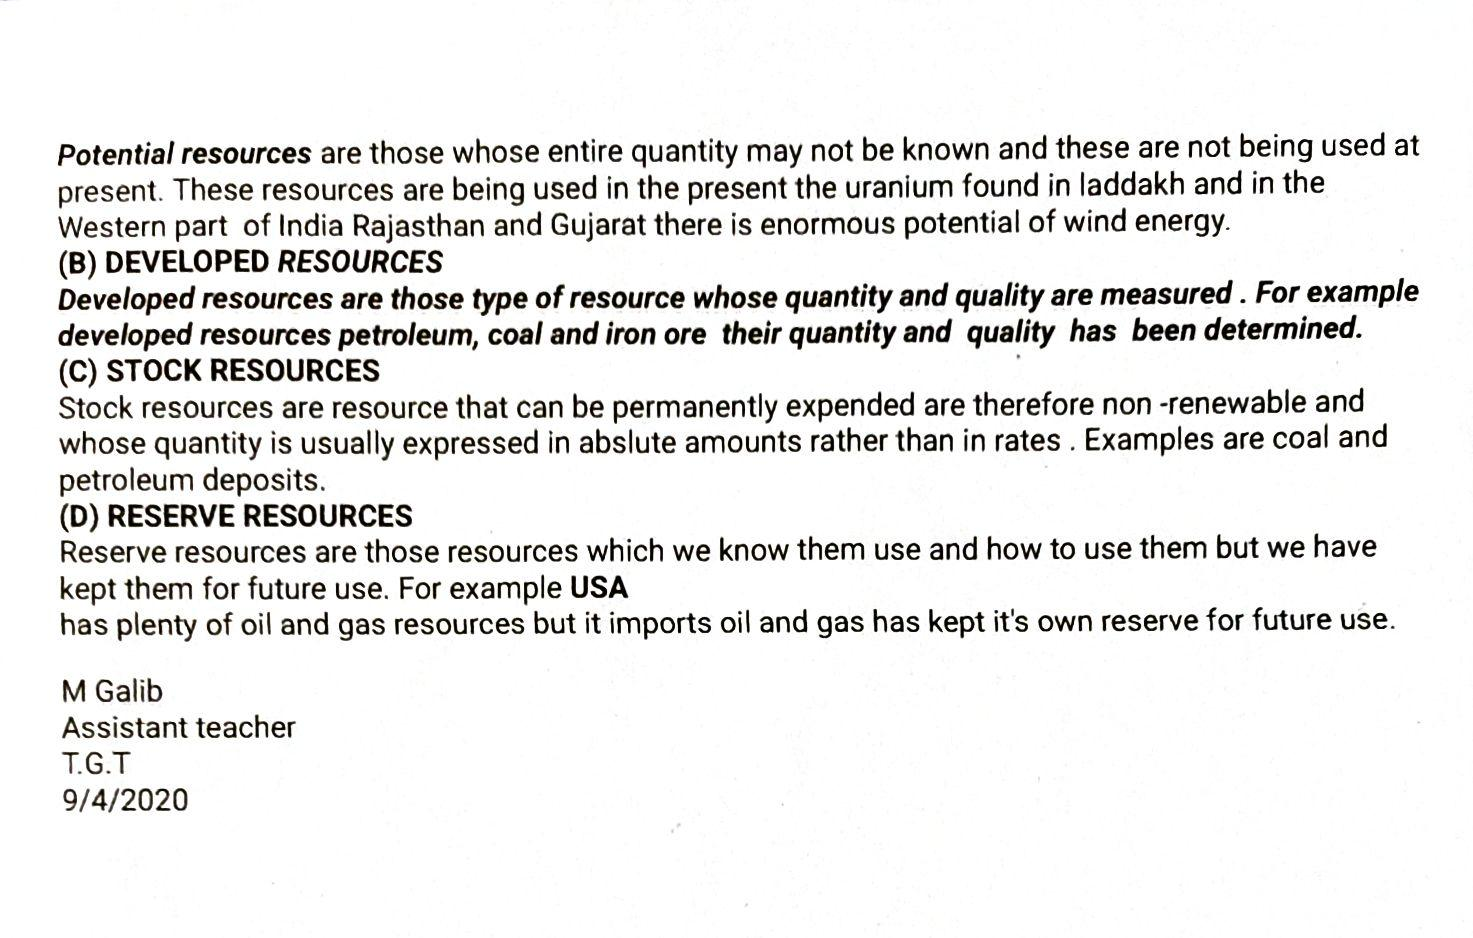 Potential resources are those whose entire quantity may not be known and these are not being used at
present. These resources are being used in the present the uranium found in laddakh and in the
Western part of India Rajasthan and Gujarat there is enormous potential of wind energy.
(B) DEVELOPED RESOURCES
Developed resources are those type of resource whose quantity and quality are measured . For example
developed resources petroleum, coal and iron ore their quantity and quality has been determined.
(C) STOCK RESOURCES
Stock resources are resource that can be permanently expended are therefore non -renewable and
whose quantity is usually expressed in abslute amounts rather than in rates . Examples are coal and
petroleum deposits.
(D) RESERVE RESOURCES
Reserve resources are those resources which we know them use and how to use them but we have
kept them for future use. For example USA
has plenty of oil and gas resources but it imports oil and gas has kept it's own reserve for future use.
M Galib
Assistant teacher
T.G.T
9/4/2020